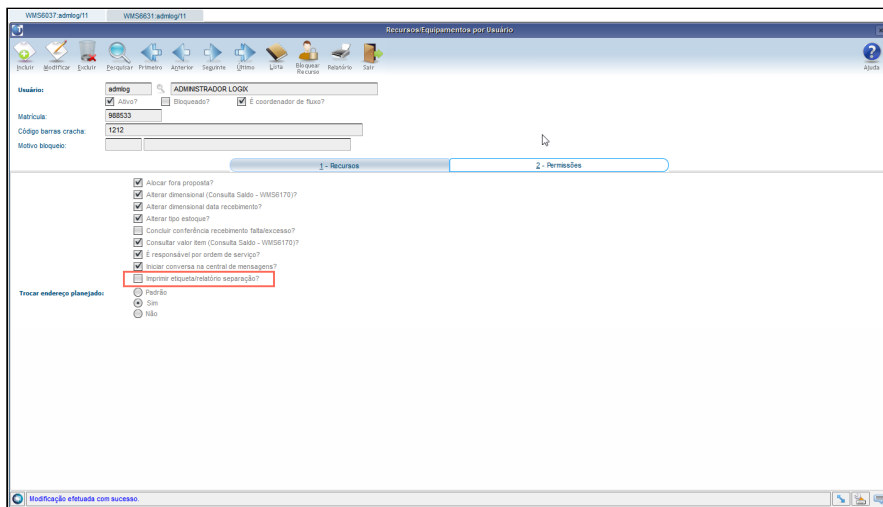 WMS6037:admlog/11 WMS6631:admlog/11
Recursos/Equipamentos por Usuário
Incluir Modificar Excluir Pesquisar Primeiro Anterior Seguinte Último Lista Bloquear Recurso Relatório Sair Ajuda
Usuário: admlog ADMINISTRADOR LOGIX
Ativo? Bloqueado? É coordenador de fluxo?
Matrícula: 988533
Código barras cracha: 1212
Motivo bloqueio:
1 - Recursos 2 - Permissões
Alocar fora proposta?
Alterar dimensional (Consulta Saldo - WMS6170)?
Alterar dimensional data recebimento?
Alterar tipo estoque?
Concluir conferência recebimento falta/excesso?
Consultar valor item (Consulta Saldo - WMS6170)?
É responsável por ordem de serviço?
Iniciar conversa na central de mensagens?
Imprimir etiqueta/relatório separação?
Trocar endereço planejado: Padrão
Sim
Não
Modificação efetuada com sucesso.